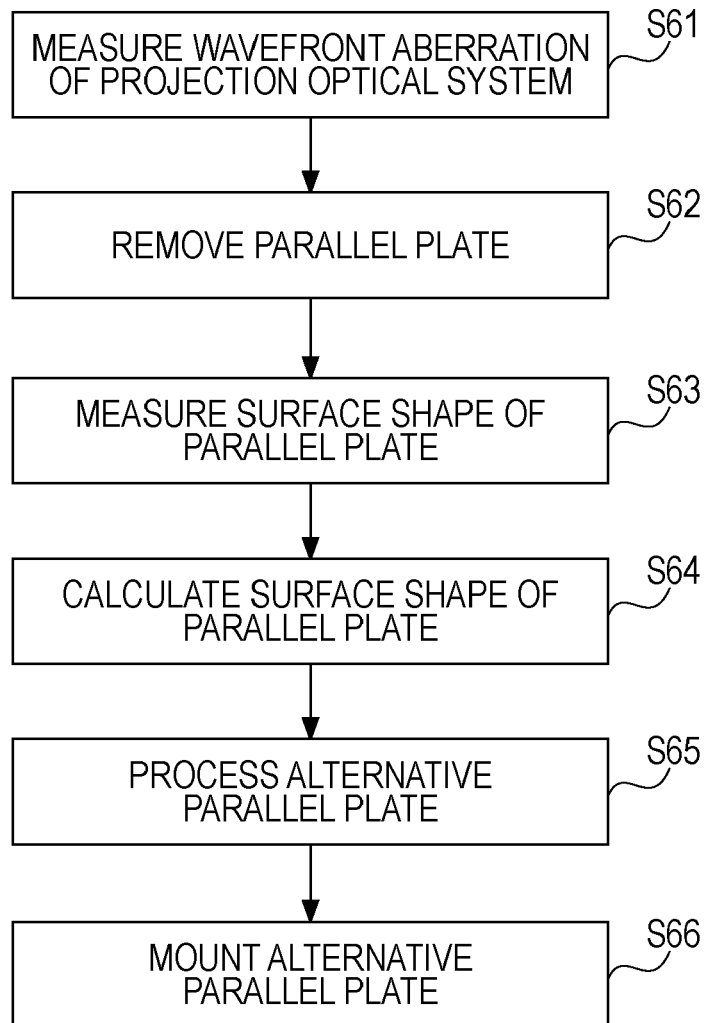 S61
MEASURE WAVEFRONT ABERRATION
OF PROJECTION OPTICAL SYSTEM
S62
REMOVE PARALLEL PLATE
S63
MEASURE SURFACE SHAPE OF
PARALLEL PLATE
S64
CALCULATE SURFACE SHAPE OF
PARALLEL PLATE
S65
PROCESS ALTERNATIVE
PARALLEL PLATE
S66
MOUNT ALTERNATIVE
PARALLEL PLATE